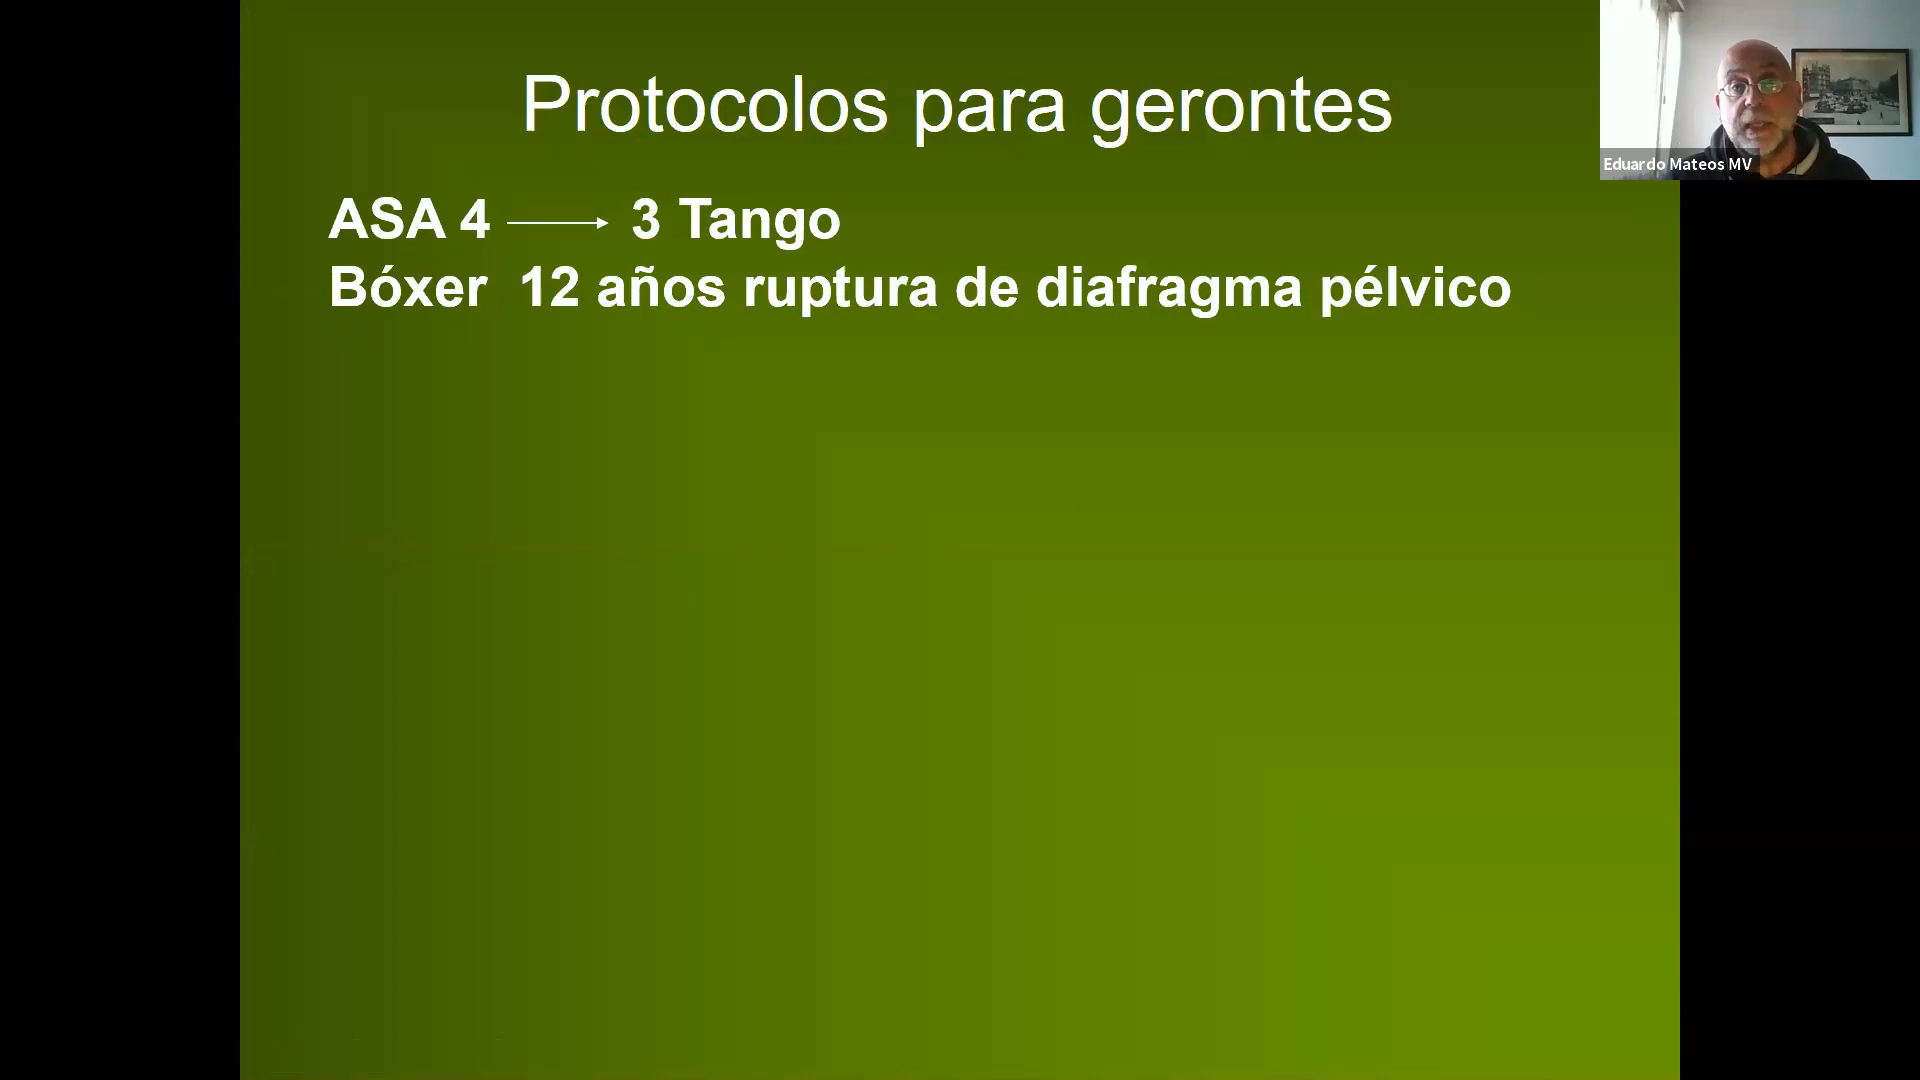 Protocolos para gerontes
ASA 4 → 3 Tango
Bóxer 12 años ruptura de diafragma pélvico
Eduardo Mateos MV